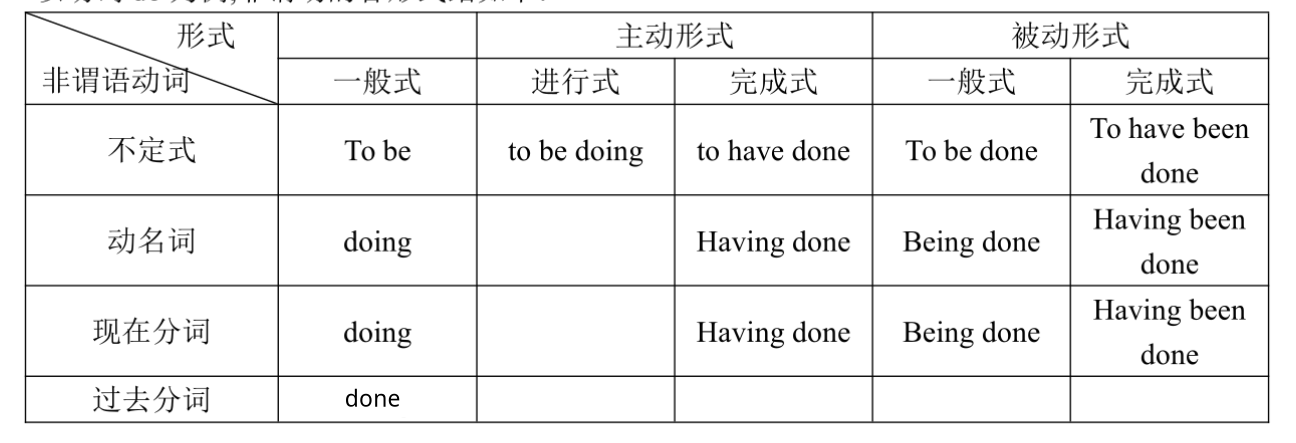 形式
主动形式 被动形式
非谓语动词 一般式 进行式 完成式 一般式 完成式
不定式 To be to be doing to have done To be done To have been
done
动名词 doing Having done Being done Having been
done
现在分词 doing Having done Being done Having been
done
过去分词 done